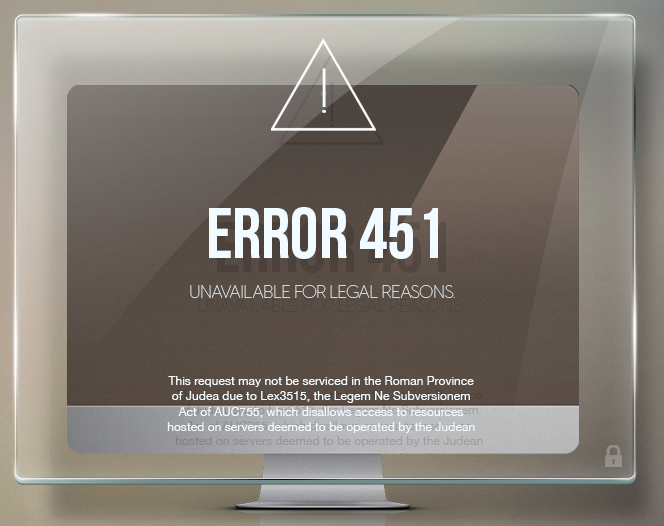 !
ERROR 451
UNAVAILABLE FOR LEGAL REASONS.
This request may not be serviced in the Roman Province
of Judea due to Lex3515, the Legem Ne Subversionem
Act of AUC755, which disallows access to resources
hosted on servers deemed to be operated by the Judean